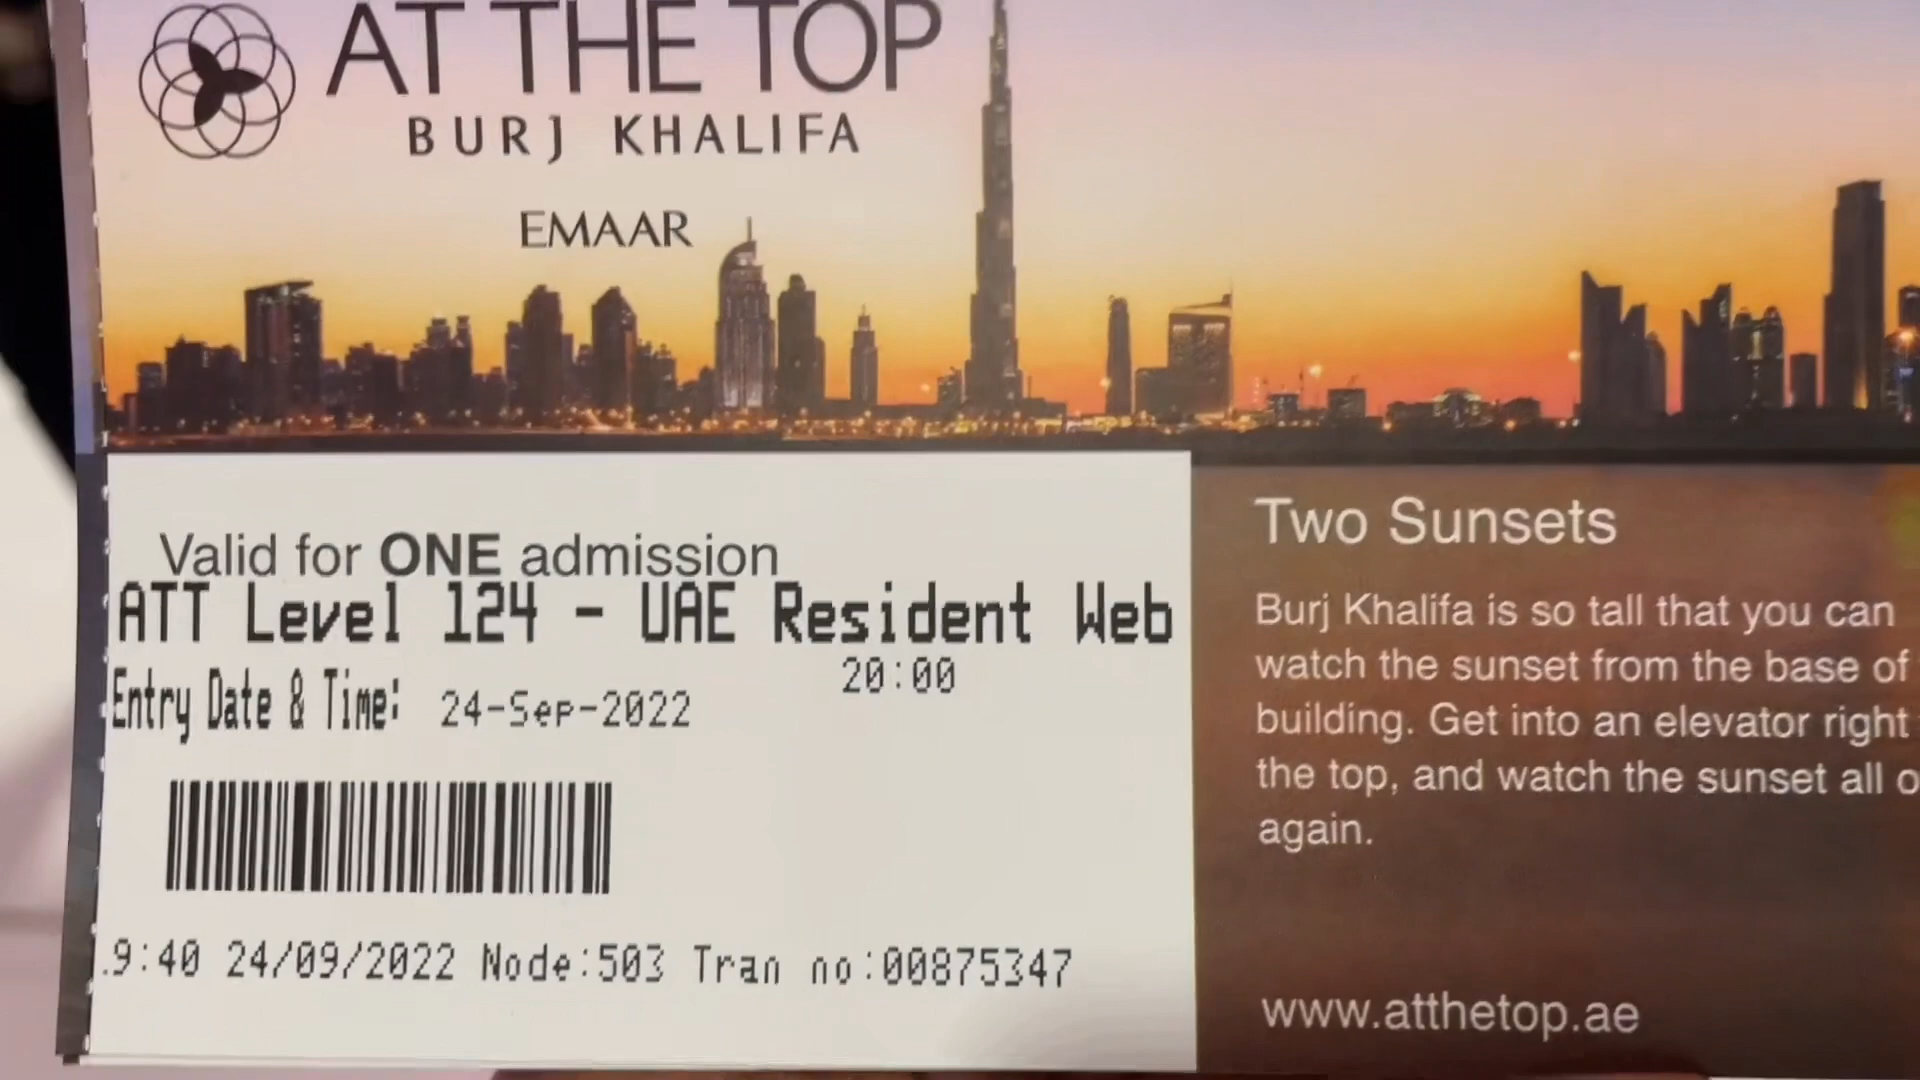 AT THE TOP
BURJ KHALIFA
EMAAR
Valid for ONE admission
ATT Level 124 - UAE Resident Web
Entry Date & Time: 24-Sep-2022 20:00
9:40 24/09/2022 Node:503 Tran no:00875347
Two Sunsets
Burj Khalifa is so tall that you can
watch the sunset from the base of
building. Get into an elevator right
the top, and watch the sunset all
again.
www.atthetop.ae